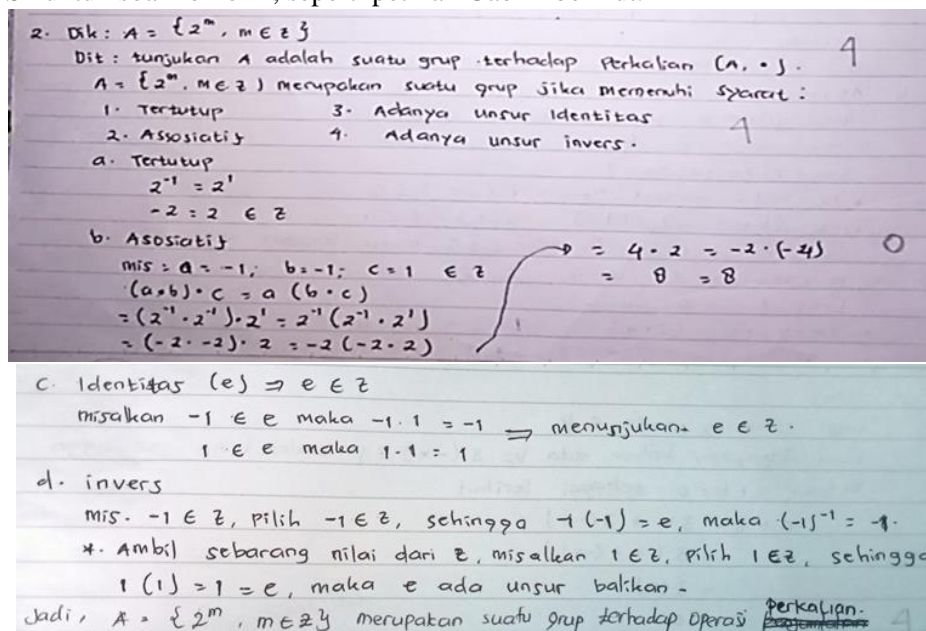 2. Dik : A = {2^m, m ∈ z}
Dit : tunjukan A adalah suatu grup terhadap Perkalian (A, •). 4
A = {2^m, m ∈ z) merupakan suatu grup jika memenuhi syarat :
1. Tertutup 3. Adanya unsur Identitas
2. Assosiatif 4. Adanya unsur invers. 4
a. Tertutup
2^-1 = 2^1
-2 = 2 ∈ z
b. Asosiatif → = 4 • 2 = -2 • (-4) 0
mis : a = -1; b = -1; c = 1 ∈ z = 8 = 8
(a•b) • c = a (b • c)
= (2^-1 • 2^-1) • 2^1 = 2^-1 (2^-1 • 2^1)
= (-2 • -2) • 2 = -2 (-2 • 2)
c. Identitas (e) ⇒ e ∈ z
misalkan -1 ∈ e maka -1 . 1 = -1 ⇒ menunjukan e ∈ z .
1 ∈ e maka 1 . 1 = 1
d. invers
mis. -1 ∈ z, pilih -1 ∈ z, sehingga -1 (-1) = e, maka (-1)^-1 = -1.
*. Ambil sebarang nilai dari z, misalkan 1 ∈ z, pilih 1 ∈ z, sehingga
1 (1) = 1 = e, maka e ada unsur balikan -
Jadi, A = {2^m, m ∈ z} merupakan suatu grup terhadap operasi Perkalian. 4